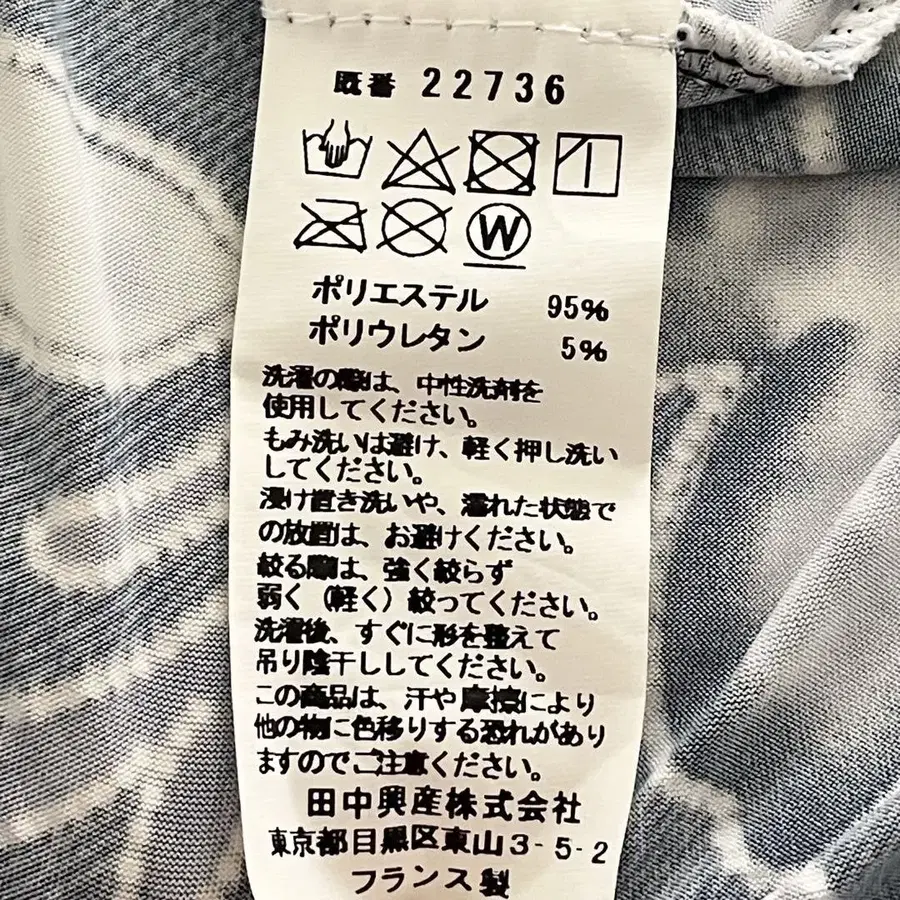 既番 22736
W
ポリエステル 95%
ポリウレタン 5%
洗濯の際は、中性洗剤を
使用してください。
もみ洗いは避け、軽く押し洗い
してください。
浸け置き洗いや、濡れた状態で
の放置は、お避けください。
絞る際は、強く絞らず
弱く（軽く）絞ってください。
洗濯後、すぐに形を整えて
吊り陰干ししてください。
この商品は、汗や摩擦により
他の物に色移りする恐れがあり
ますのでご注意ください。
田中興産株式会社
東京都目黒区東山3-5-2
フランス製